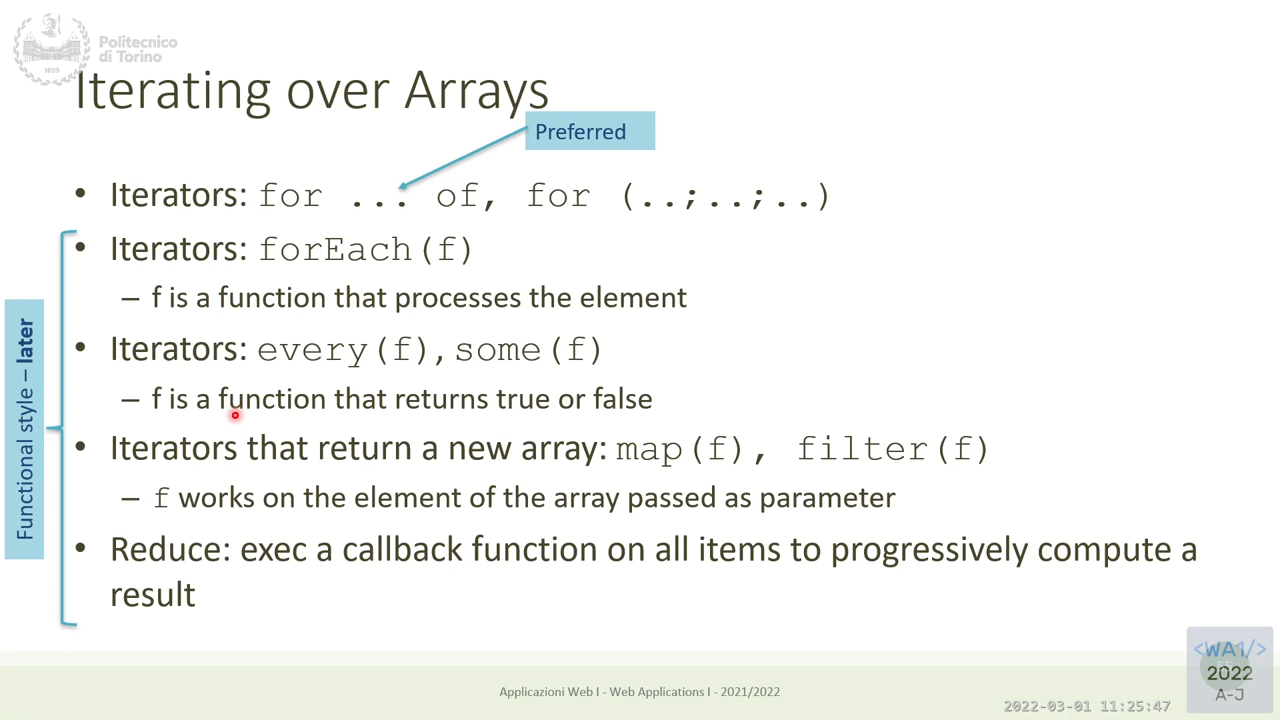 Politecnico
di Torino
1859
Iterating over Arrays
Preferred
• Iterators: for ... of, for (..;..;..)
• Iterators: forEach(f)
– f is a function that processes the element
• Iterators: every(f), some(f)
– f is a function that returns true or false
• Iterators that return a new array: map(f), filter(f)
– f works on the element of the array passed as parameter
• Reduce: exec a callback function on all items to progressively compute a
result
Functional style – later
Applicazioni Web I - Web Applications I - 2021/2022
2022-03-01 11:25:47
<WA1/>
2022
A-J